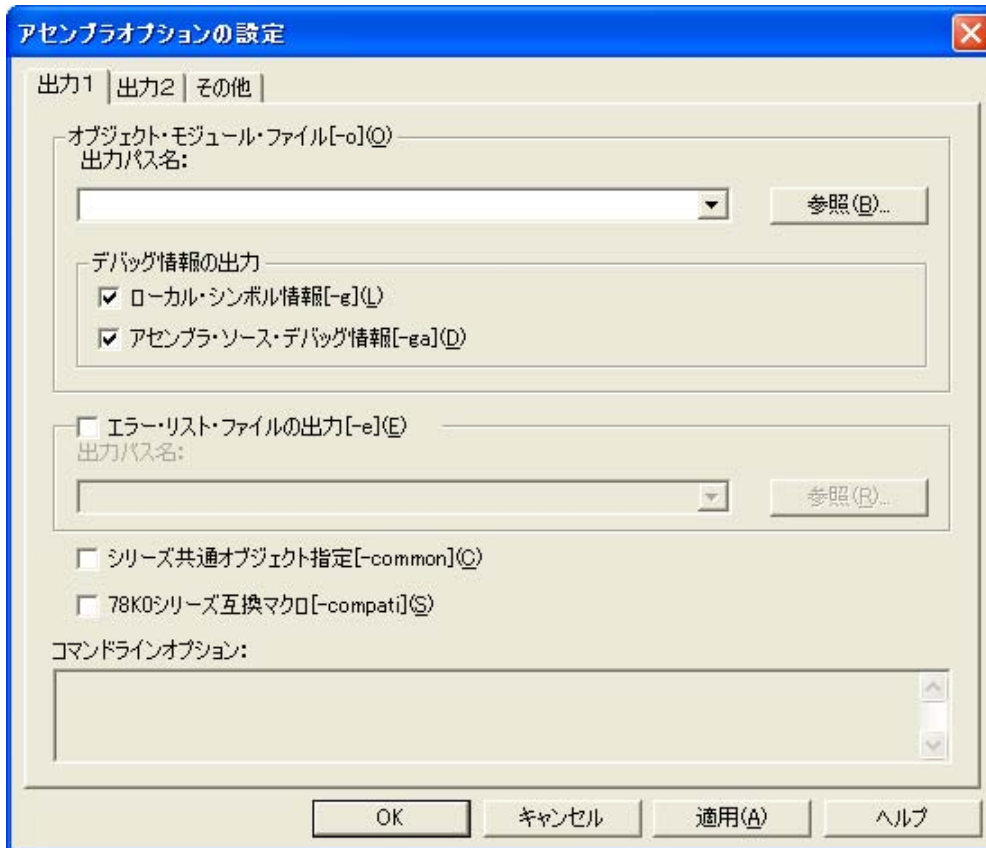 アセンブラオプションの設定
出力1 出力2 その他
オブジェクト・モジュール・ファイル[-o](O)
出力パス名:
参照(B)...
デバッグ情報の出力
ローカル・シンボル情報[-g](L)
アセンブラ・ソース・デバッグ情報[-ga](D)
エラー・リスト・ファイルの出力[-e](E)
出力パス名:
参照(R)...
シリーズ共通オブジェクト指定[-common](C)
78K0シリーズ互換マクロ[-compati](S)
コマンドラインオプション:
OK キャンセル 適用(A) ヘルプ